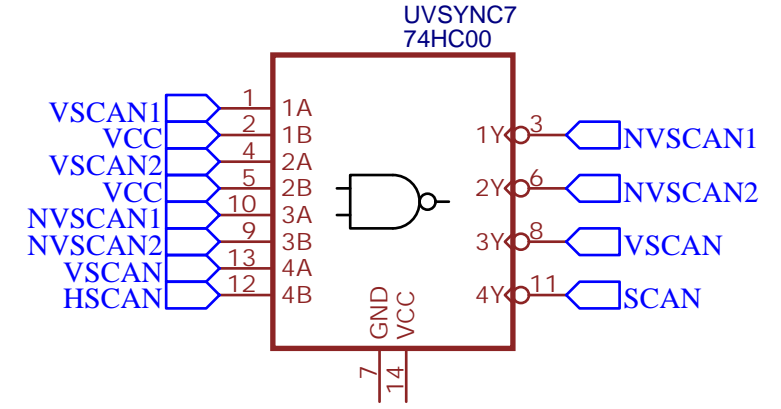 UVSYNC7
74HC00
VSCAN1 1 1A
VCC 2 1B
VSCAN2 4 2A
VCC 5 2B
NVSCAN1 10 3A
NVSCAN2 9 3B
VSCAN 13 4A
HSCAN 12 4B
1Y 3 NVSCAN1
2Y 6 NVSCAN2
3Y 8 VSCAN
4Y 11 SCAN
GND 7
VCC 14